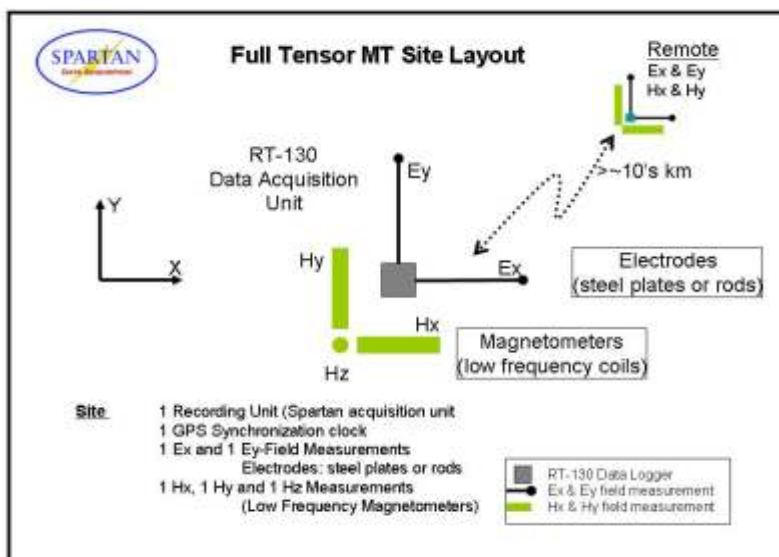 SPARTAN
Data Acquisition
Full Tensor MT Site Layout
Remote
Ex & Ey
Hx & Hy
RT-130
Data Acquisition
Unit
Ey
>~10's km
Y
X
Hy
Ex
Electrodes
(steel plates or rods)
Hx
Magnetometers
(low frequency coils)
Hz
Site
1 Recording Unit (Spartan acquisition unit
1 GPS Synchronization clock
1 Ex and 1 Ey-Field Measurements
Electrodes: steel plates or rods
1 Hx, 1 Hy and 1 Hz Measurements
(Low Frequency Magnetometers)
RT-130 Data Logger
Ex & Ey field measurement
Hx & Hy field measurement